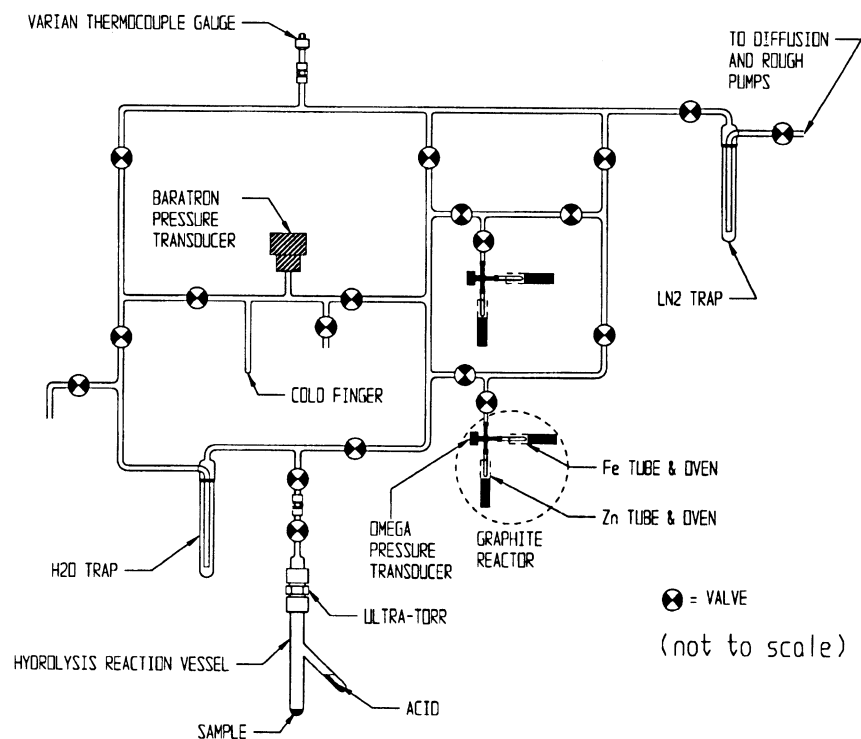 VARIAN THERMOCOUPLE GAUGE
TO DIFFUSION
AND ROUGH
PUMPS
BARATRON
PRESSURE
TRANSDUCER
LN2 TRAP
COLD FINGER
Fe TUBE & OVEN
Zn TUBE & OVEN
OMEGA
PRESSURE
TRANSDUCER
GRAPHITE
REACTOR
H2O TRAP
ULTRA-TORR
= VALVE
(not to scale)
HYDROLYSIS REACTION VESSEL
ACID
SAMPLE